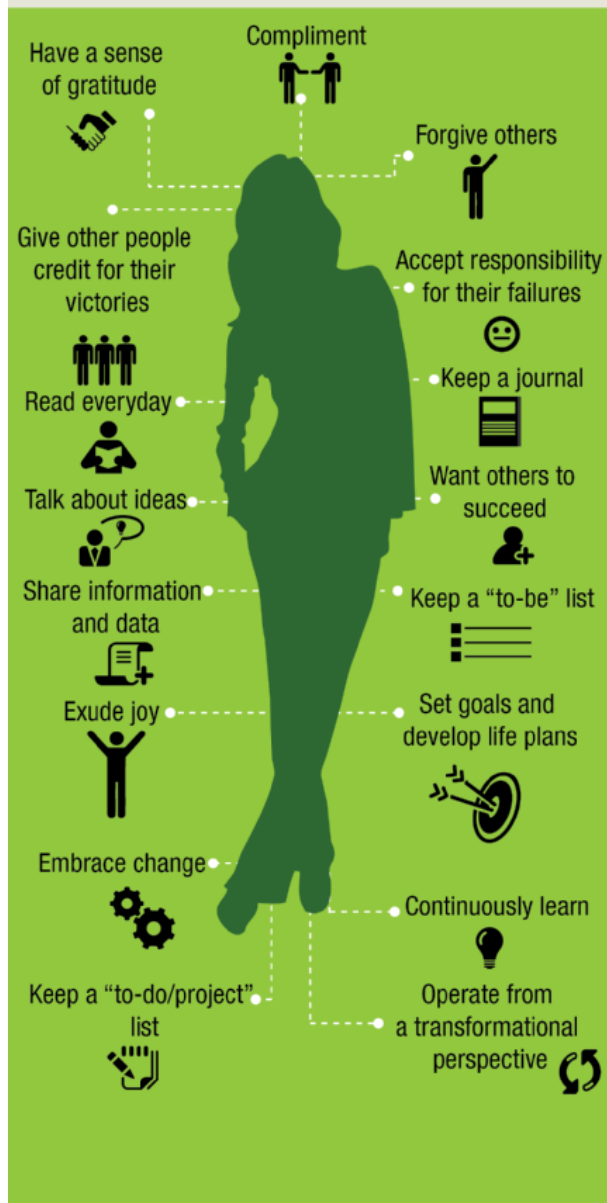 Compliment
Have a sense
of gratitude
Forgive others
Give other people
credit for their
victories
Accept responsibility
for their failures
Keep a journal
Read everyday
Want others to
succeed
Talk about ideas
Share information
and data
Keep a “to-be” list
Exude joy
Set goals and
develop life plans
Embrace change
Continuously learn
Keep a “to-do/project”
list
Operate from
a transformational
perspective